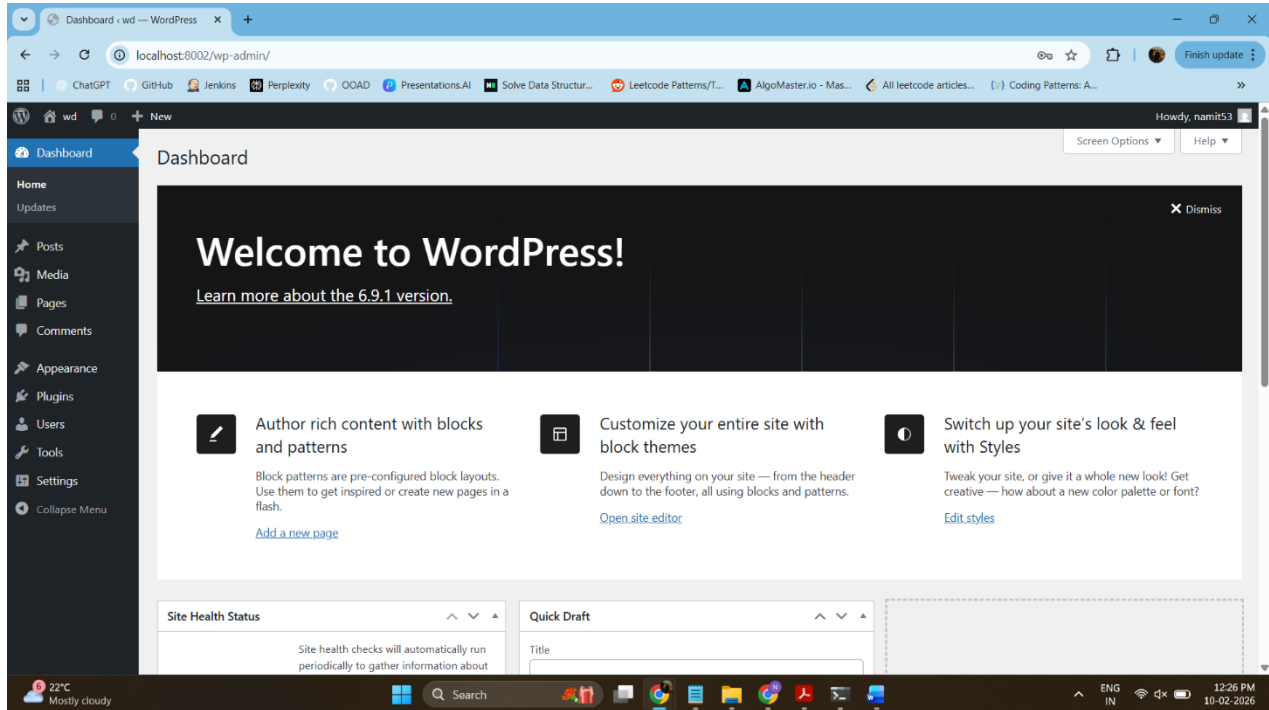 Dashboard ‹ wd — WordPress
localhost:8002/wp-admin/
Finish update
ChatGPT
GitHub
Jenkins
Perplexity
OOAD
Presentations.AI
Solve Data Structur...
Leetcode Patterns/T...
AlgoMaster.io - Mas...
All leetcode articles...
Coding Patterns: A...
wd
0
New
Howdy, namit53
Dashboard
Home
Updates
Posts
Media
Pages
Comments
Appearance
Plugins
Users
Tools
Settings
Collapse Menu
Screen Options
Help
Dashboard
Dismiss
Welcome to WordPress!
Learn more about the 6.9.1 version.
Author rich content with blocks
and patterns
Block patterns are pre-configured block layouts.
Use them to get inspired or create new pages in a
flash.
Add a new page
Customize your entire site with
block themes
Design everything on your site — from the header
down to the footer, all using blocks and patterns.
Open site editor
Switch up your site’s look & feel
with Styles
Tweak your site, or give it a whole new look! Get
creative — how about a new color palette or font?
Edit styles
Site Health Status
Site health checks will automatically run
periodically to gather information about
Quick Draft
Title
6
22°C
Mostly cloudy
Search
ENG
IN
12:26 PM
10-02-2026